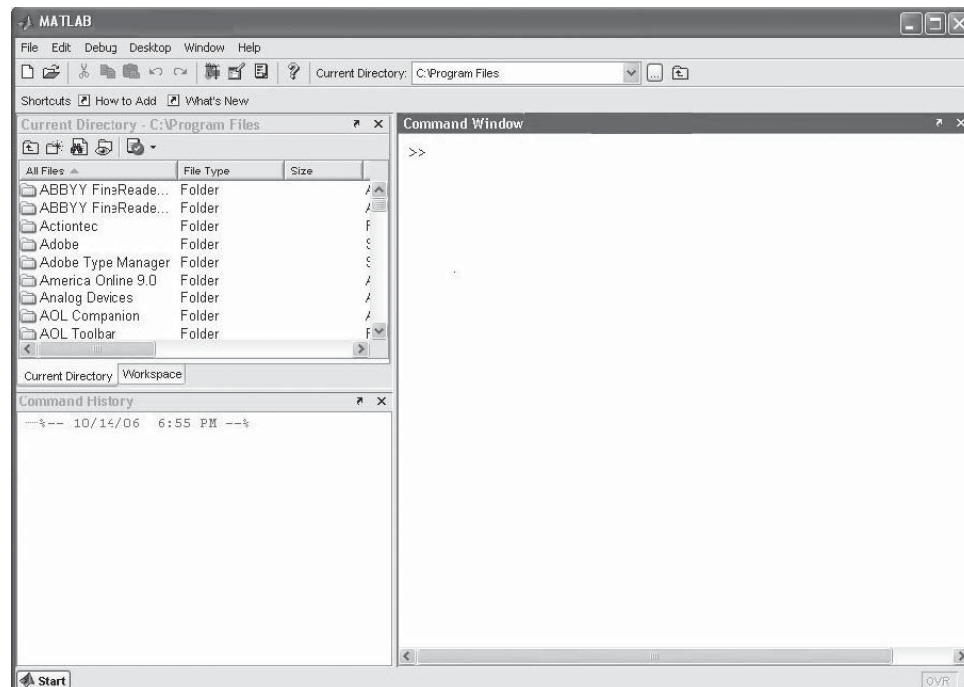 MATLAB
File Edit Debug Desktop Window Help
Current Directory: C:\Program Files
Shortcuts How to Add What's New
Current Directory - C:\Program Files
All Files File Type Size
ABBYY FineReade... Folder
ABBYY FineReade... Folder
Actiontec Folder
Adobe Folder
Adobe Type Manager Folder
America Online 9.0 Folder
Analog Devices Folder
AOL Companion Folder
AOL Toolbar Folder
Current Directory Workspace
Command History
%-- 10/14/06 6:55 PM --%
Command Window
>>
Start
OVR